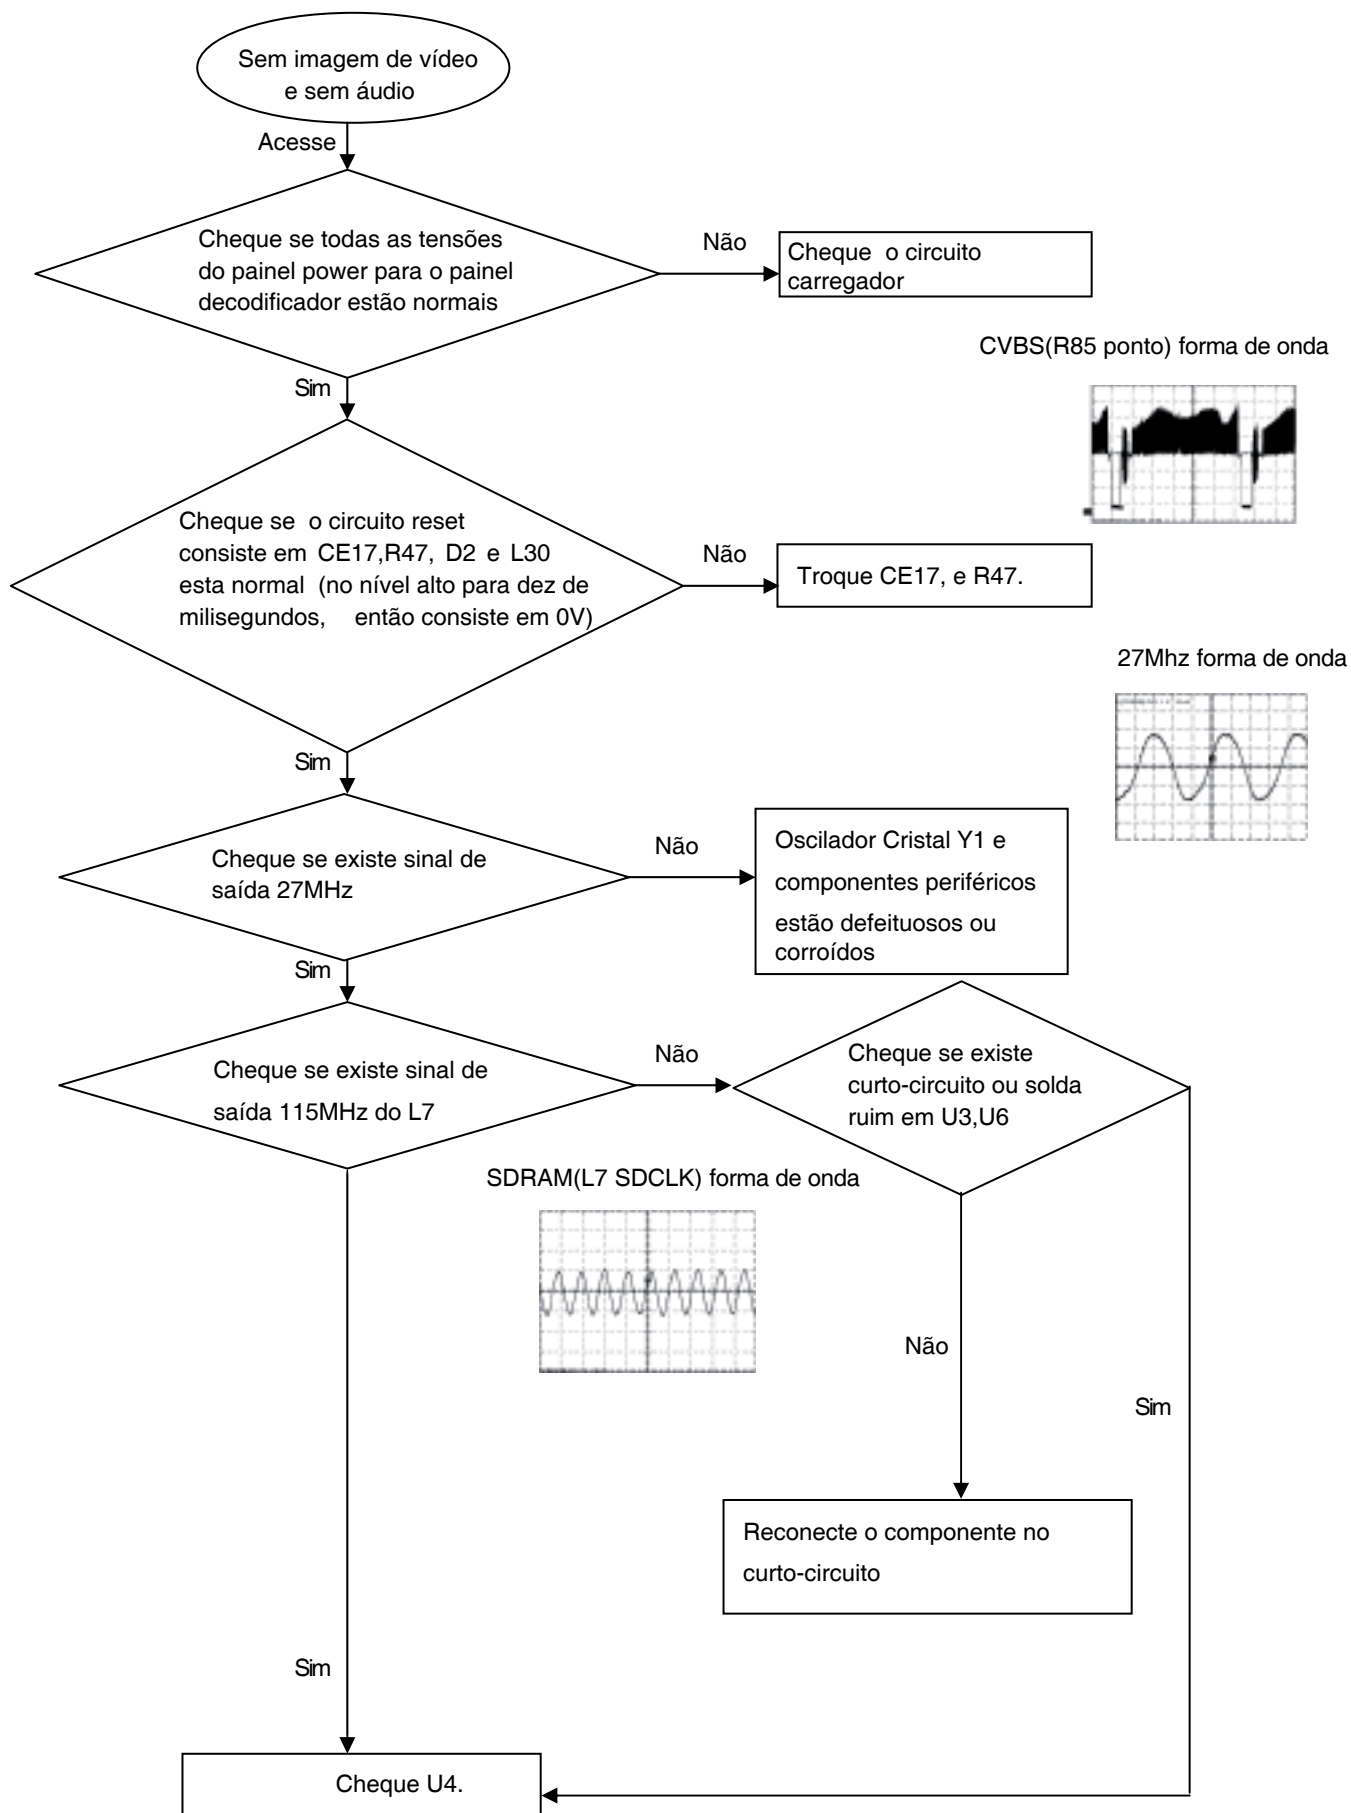 Sem imagem de vídeo
e sem áudio
Acesse
Cheque se todas as tensões
do painel power para o painel
decodificador estão normais
Não
Cheque o circuito
carregador
CVBS(R85 ponto) forma de onda
Sim
Cheque se o circuito reset
consiste em CE17,R47, D2 e L30
esta normal (no nível alto para dez de
milisegundos, então consiste em 0V)
Não
Troque CE17, e R47.
27Mhz forma de onda
Sim
Cheque se existe sinal de
saída 27MHz
Não
Oscilador Cristal Y1 e
componentes periféricos
estão defeituosos ou
corroídos
Sim
Cheque se existe sinal de
saída 115MHz do L7
Não
Cheque se existe
curto-circuito ou solda
ruim em U3,U6
SDRAM(L7 SDCLK) forma de onda
Não
Sim
Reconecte o componente no
curto-circuito
Sim
Cheque U4.